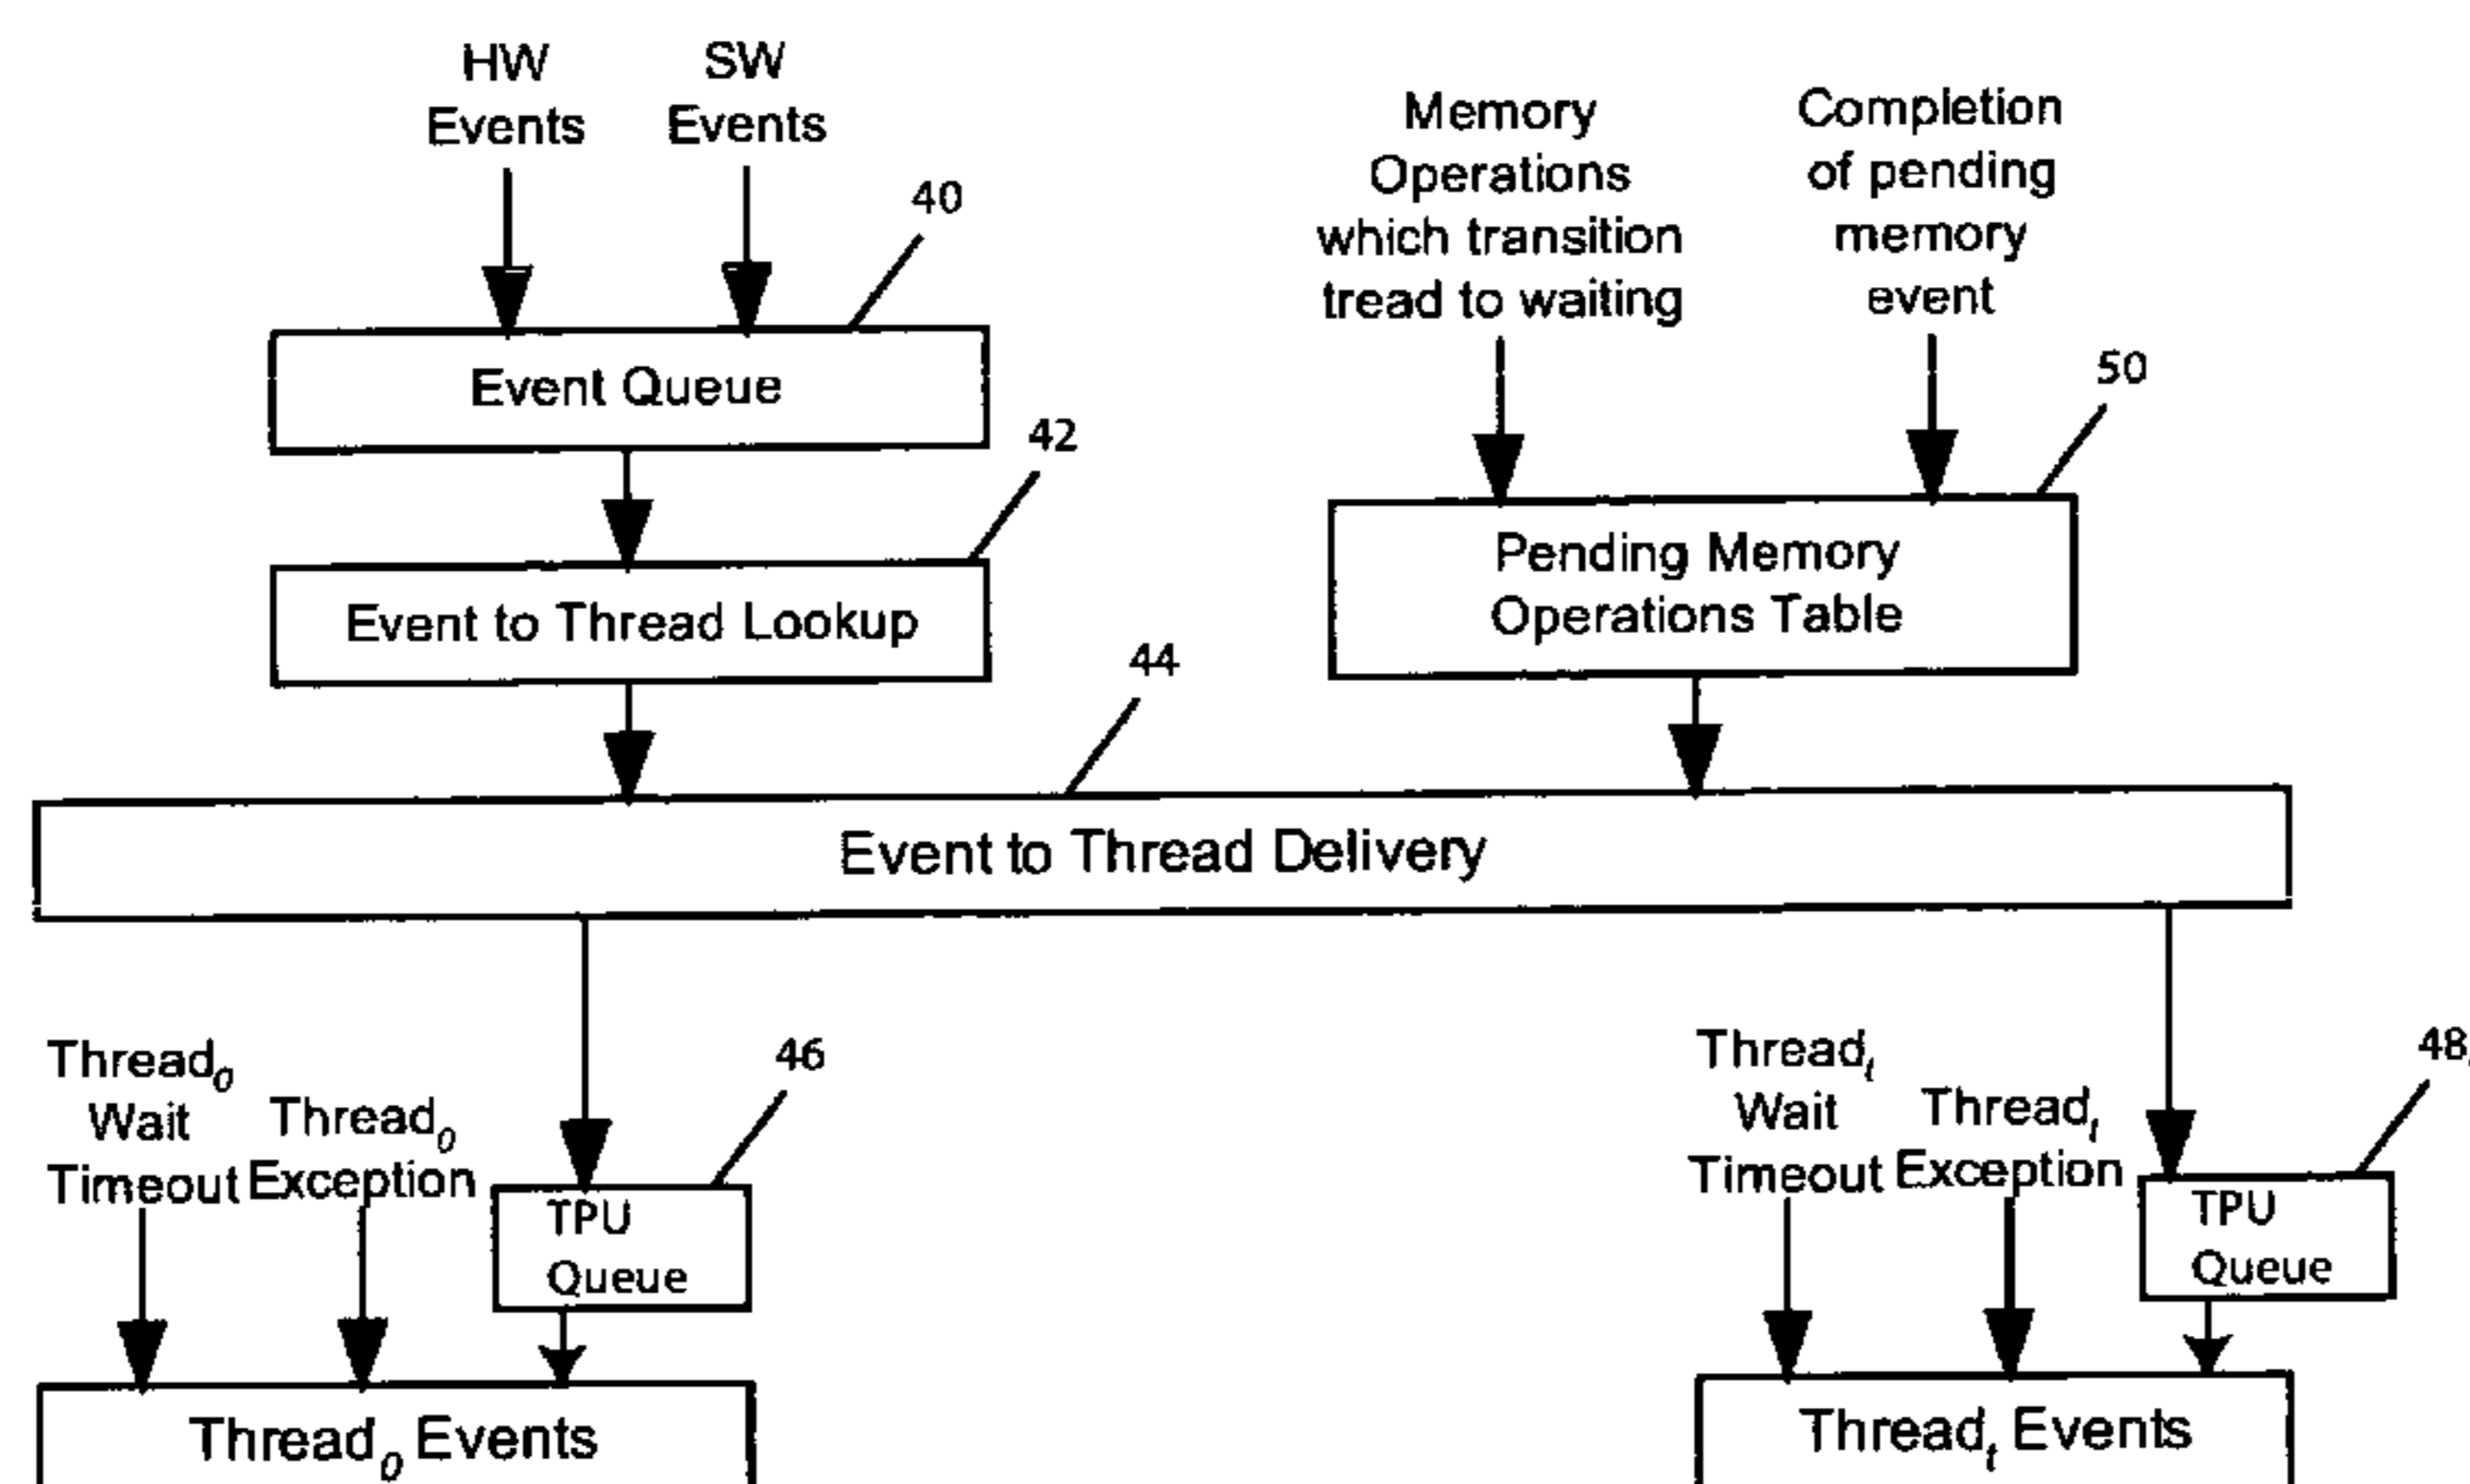 HW
Events
SW
Events
40
Memory
Operations
which transition
tread to waiting
Completion
of pending
memory
event
50
Event Queue
42
Event to Thread Lookup
Pending Memory
Operations Table
44
Event to Thread Delivery
Thread0
Wait
Timeout
Thread0
Exception
46
TPU
Queue
Threadt
Wait
Timeout
Threadt
Exception
48
TPU
Queue
Thread0 Events
Threadt Events